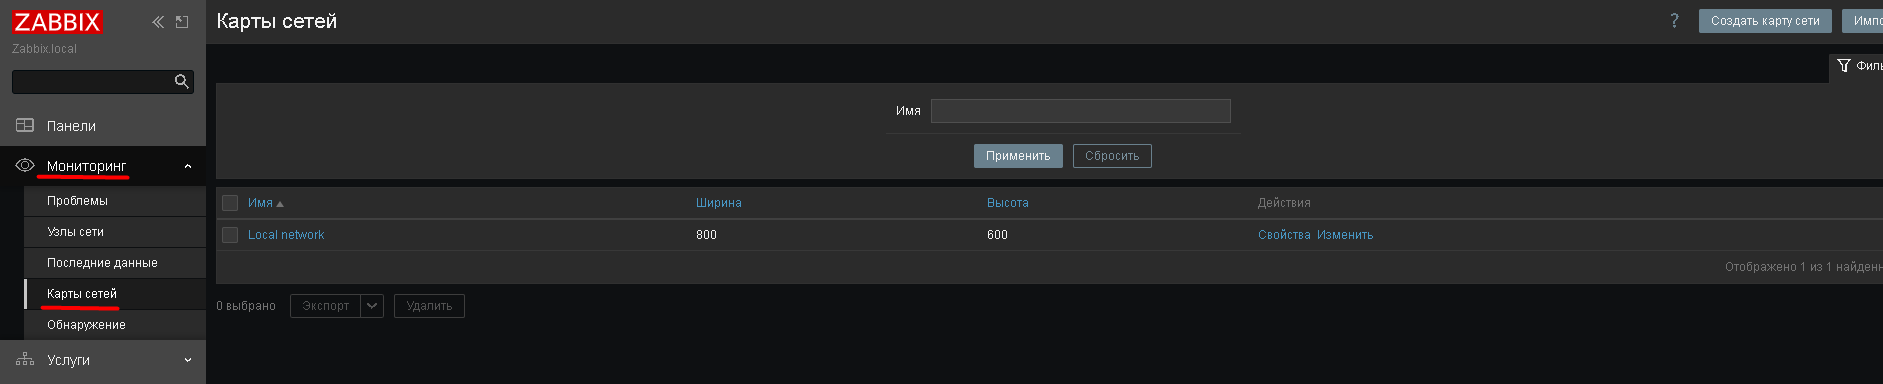 ZABBIX
Zabbix.local
Панели
Мониторинг
Проблемы
Узлы сети
Последние данные
Карты сетей
Обнаружение
Услуги
Карты сетей
? Создать карту сети Импо
Филь
Имя
Применить Сбросить
Имя ▲ Ширина Высота Действия
Local network 800 600 Свойства Изменить
Отображено 1 из 1 найденн
0 выбрано Экспорт Удалить